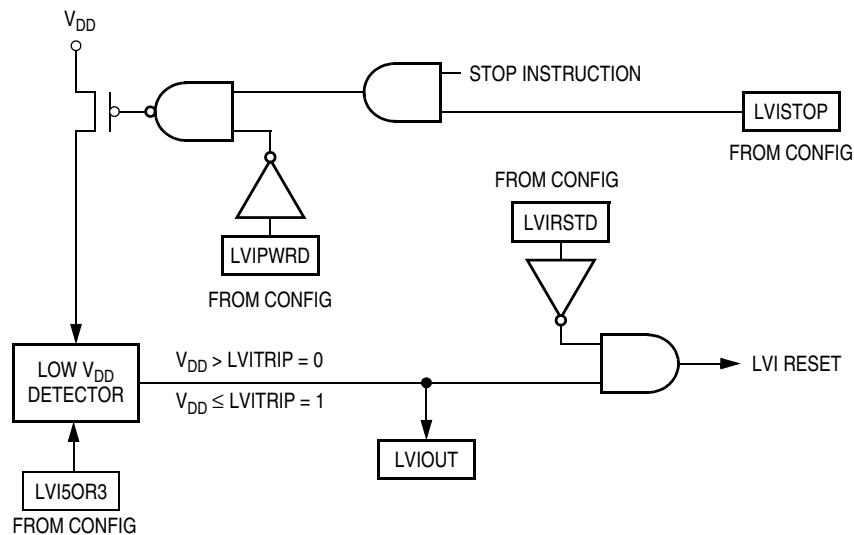 VDD
STOP INSTRUCTION
LVISTOP
FROM CONFIG
FROM CONFIG
LVIRSTD
LVIPWRD
FROM CONFIG
LOW VDD
DETECTOR
VDD > LVITRIP = 0
VDD ≤ LVITRIP = 1
LVI RESET
LVIOUT
LVI5OR3
FROM CONFIG